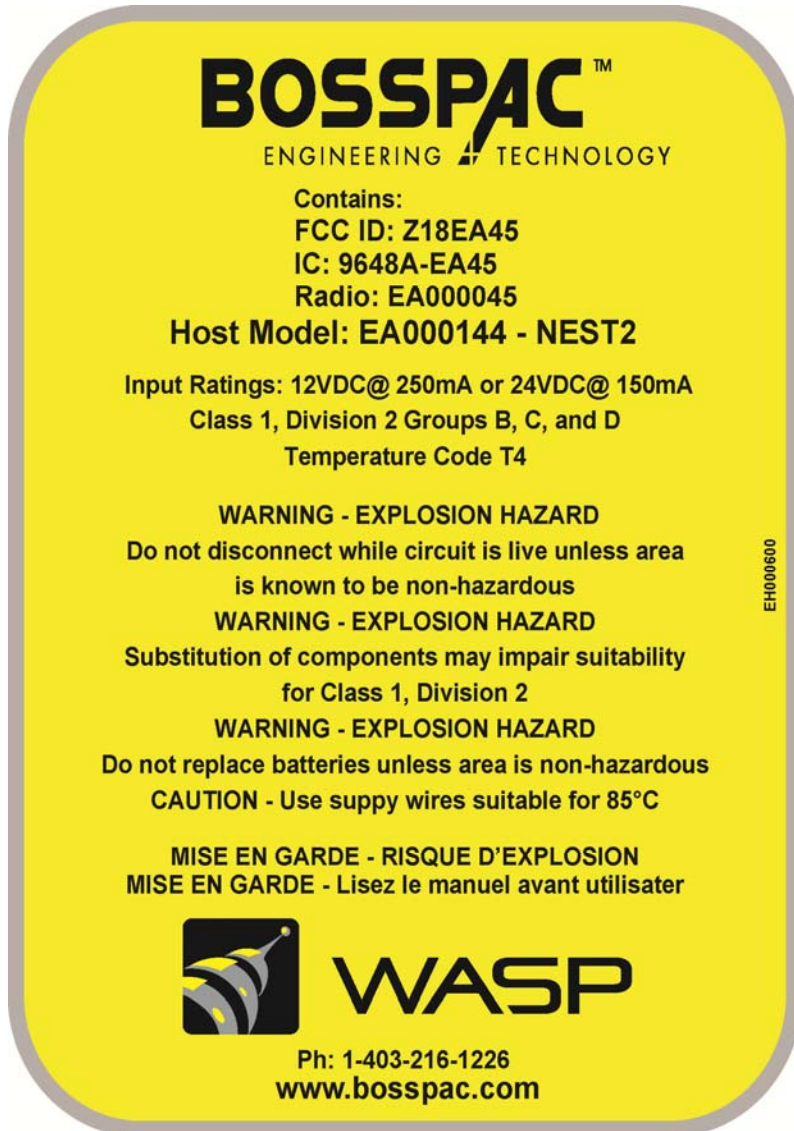 BOSSPAC™
ENGINEERING TECHNOLOGY
Contains:
FCC ID: Z18EA45
IC: 9648A-EA45
Radio: EA000045
Host Model: EA000144 - NEST2
Input Ratings: 12VDC@ 250mA or 24VDC@ 150mA
Class 1, Division 2 Groups B, C, and D
Temperature Code T4
WARNING - EXPLOSION HAZARD
Do not disconnect while circuit is live unless area
is known to be non-hazardous
WARNING - EXPLOSION HAZARD
Substitution of components may impair suitability
for Class 1, Division 2
WARNING - EXPLOSION HAZARD
Do not replace batteries unless area is non-hazardous
CAUTION - Use suppy wires suitable for 85°C
EH000600
MISE EN GARDE - RISQUE D'EXPLOSION
MISE EN GARDE - Lisez le manuel avant utilisater
WASP
Ph: 1-403-216-1226
www.bosspac.com